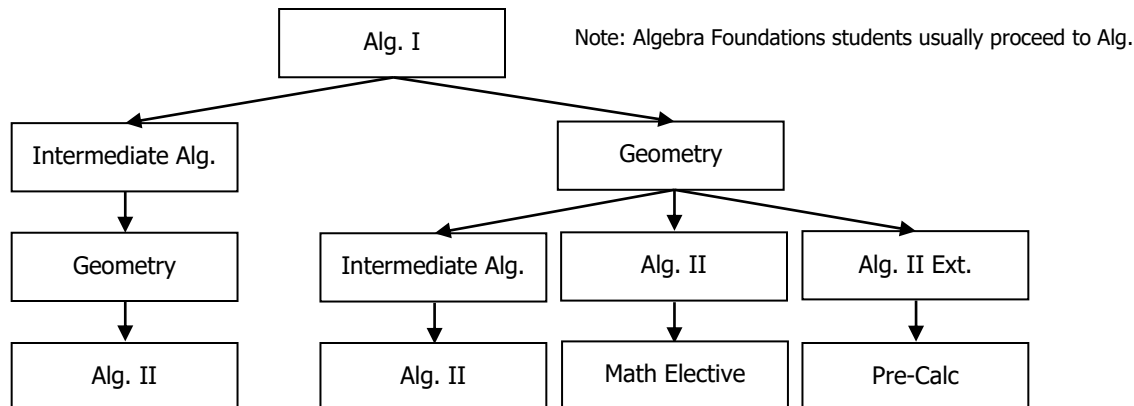 Alg. I
Note: Algebra Foundations students usually proceed to Alg.
Intermediate Alg.
Geometry
Geometry
Intermediate Alg.
Alg. II
Alg. II Ext.
Alg. II
Alg. II
Math Elective
Pre-Calc